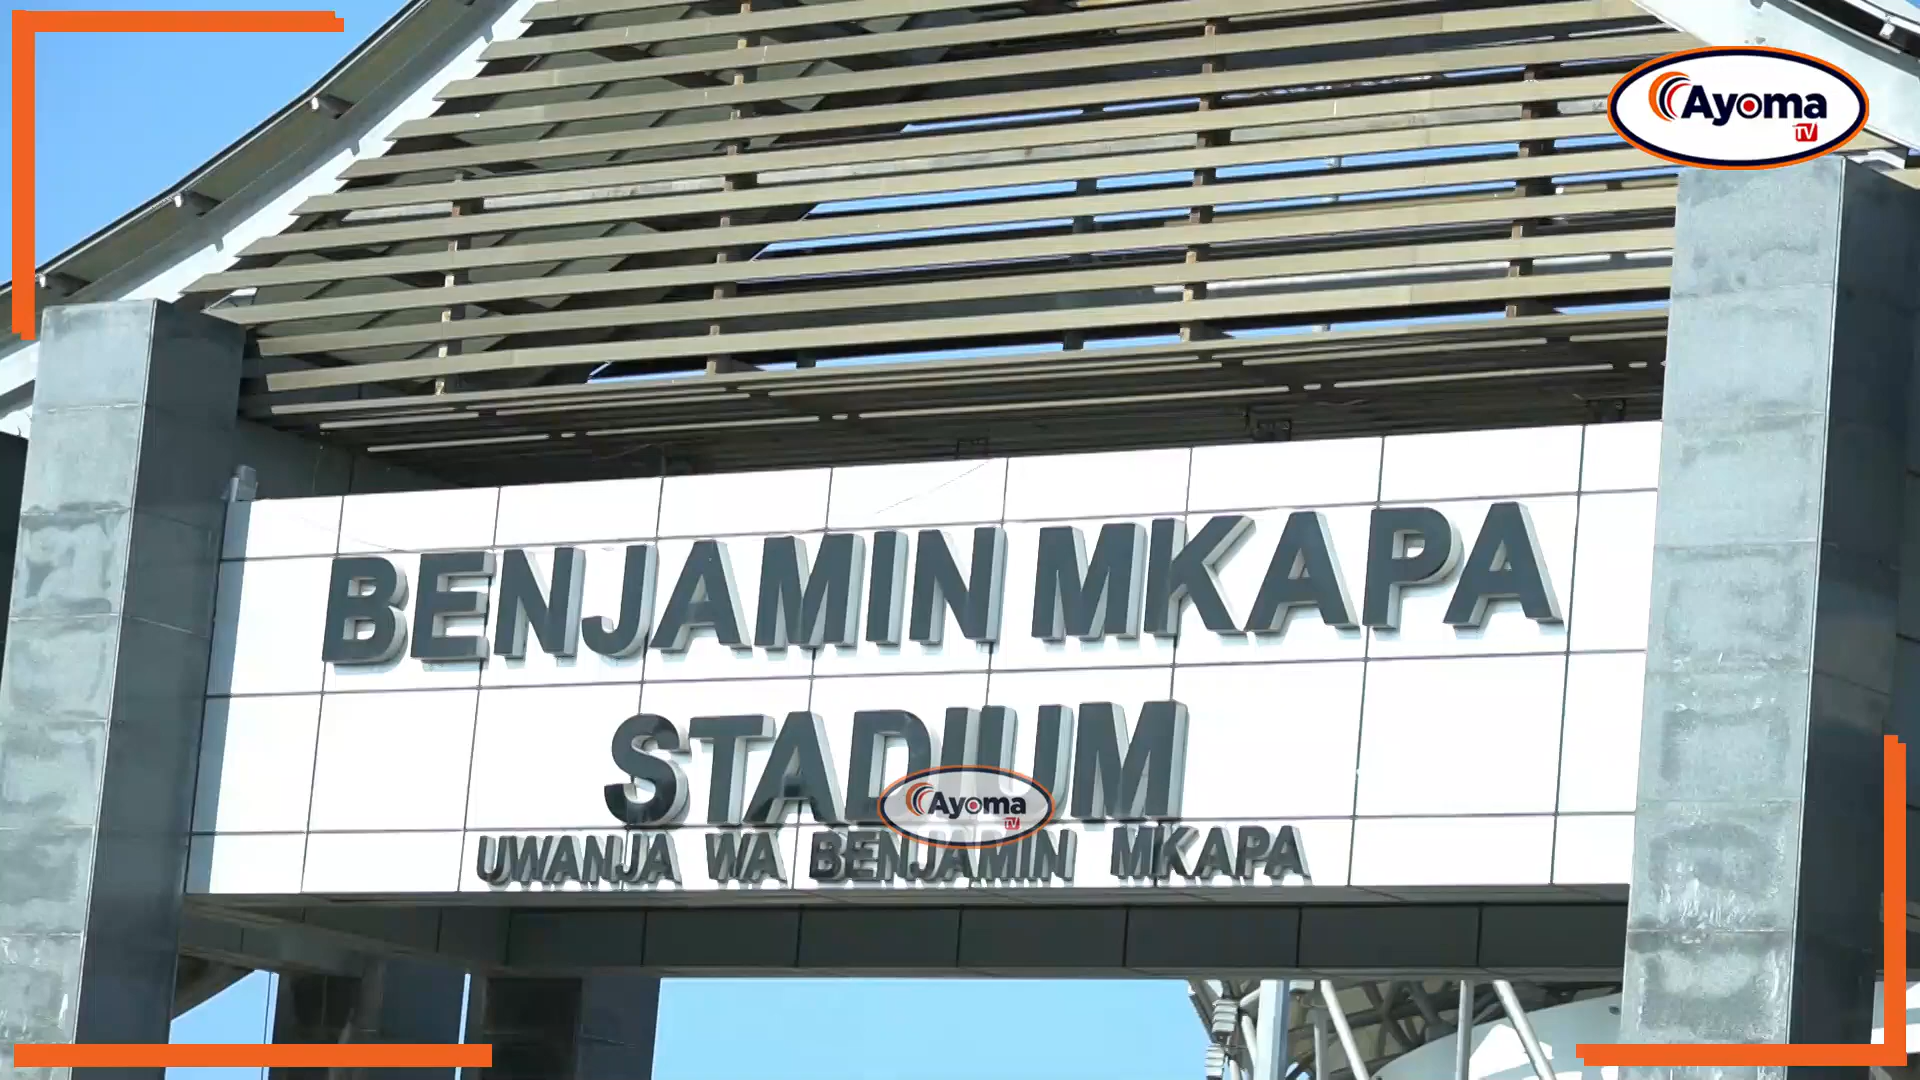 Ayoma
TV
BENJAMIN MKAPA
STADIUM
Ayoma
TV
UWANJA WA BENJAMIN MKAPA